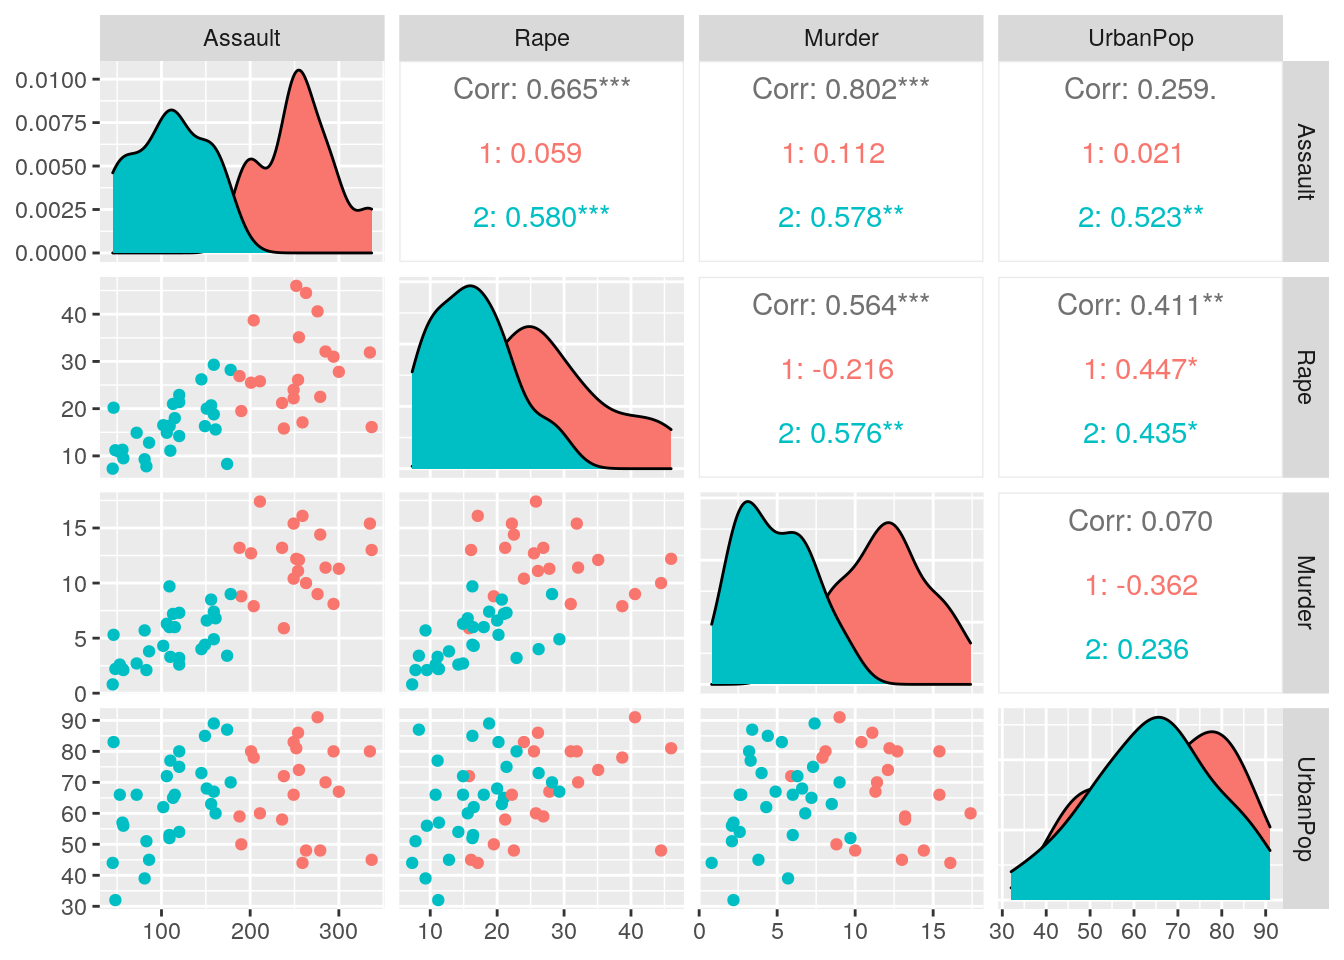 Assault Rape Murder UrbanPop
0.0100
0.0075
0.0050
0.0025
0.0000
Corr: 0.665***
1: 0.059
2: 0.580***
Corr: 0.802***
1: 0.112
2: 0.578**
Corr: 0.259.
1: 0.021
2: 0.523**
Assault
40
30
20
10
Corr: 0.564***
1: -0.216
2: 0.576**
Corr: 0.411**
1: 0.447*
2: 0.435*
Rape
15
10
5
0
Corr: 0.070
1: -0.362
2: 0.236
Murder
90
80
70
60
50
40
30
UrbanPop
100 200 300 10 20 30 40 0 5 10 15 30 40 50 60 70 80 90